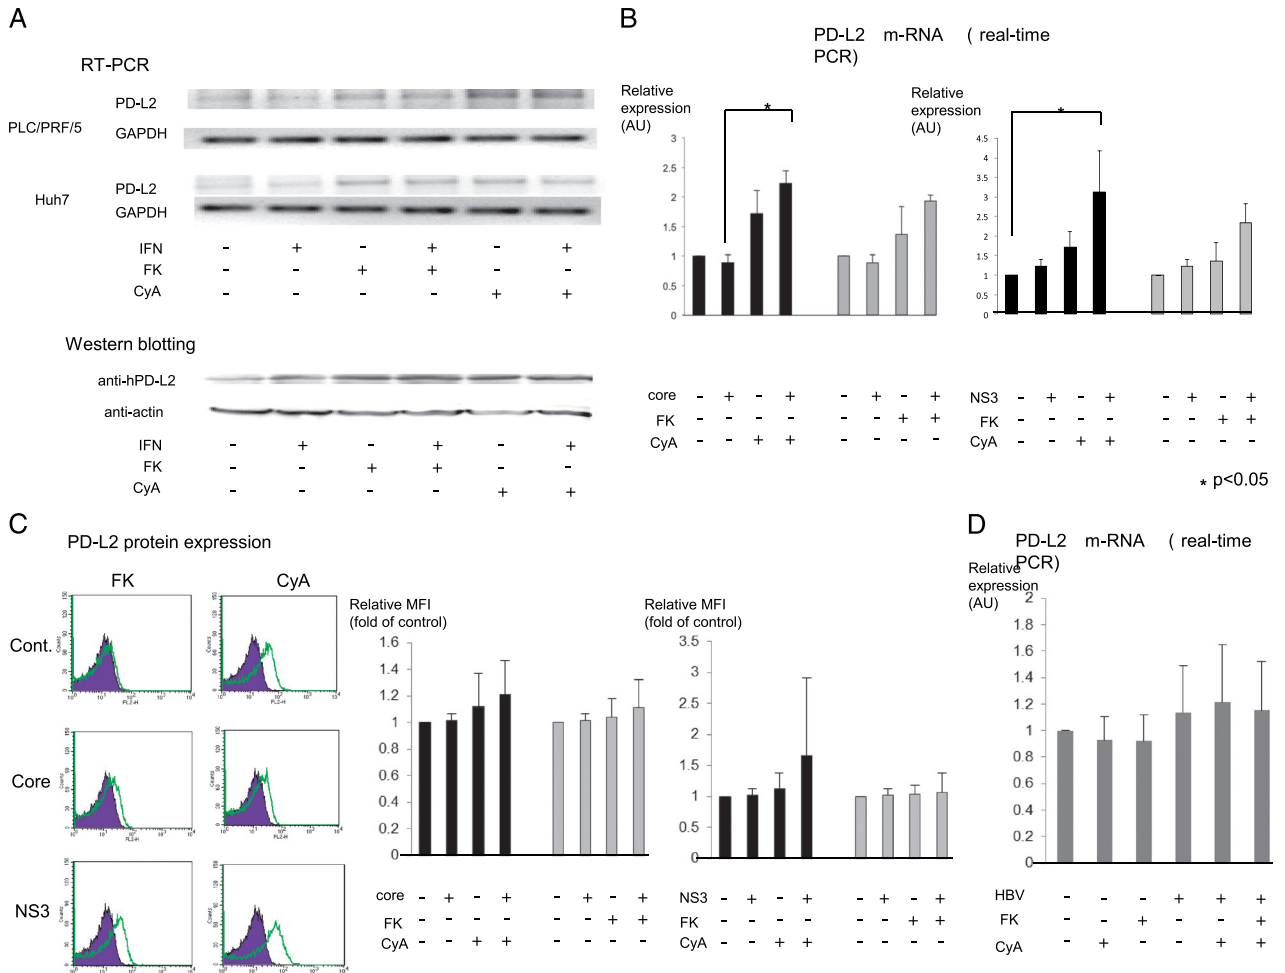 A
RT-PCR
PD-L2
PLC/PRF/5
GAPDH
PD-L2
Huh7
GAPDH
IFN - + - + - +
FK - - + + - -
CyA - - - - + +
Western blotting
anti-hPD-L2
anti-actin
IFN - + - + - +
FK - - + + - -
CyA - - - - + +
B
PD-L2 m-RNA ( real-time
PCR)
Relative
expression
(AU)
3
2.5
2
1.5
1
0.5
0
*
core - + - + - + - +
FK - - - - - - + +
CyA - - + + - - - -
Relative
expression
(AU)
4.5
4
3.5
3
2.5
2
1.5
1
0.5
0
*
NS3 - + - + - + - +
FK - - - - - - + +
CyA - - + + - - - -
* p<0.05
C
PD-L2 protein expression
FK CyA
Cont.
Core
NS3
Counts
FL2-H
Relative MFI
(fold of control)
1.6
1.4
1.2
1
0.8
0.6
0.4
0.2
0
core - + - + - + - +
FK - - - - - - + +
CyA - - + + - - - -
Relative MFI
(fold of control)
3.5
3
2.5
2
1.5
1
0.5
0
NS3 - + - + - + - +
FK - - - - - - + +
CyA - - + + - - - -
D
PD-L2 m-RNA ( real-time
PCR)
Relative
expression
(AU)
2
1.8
1.6
1.4
1.2
1
0.8
0.6
0.4
0.2
0
HBV - - - + + +
FK - - + - - +
CyA - + - - + +